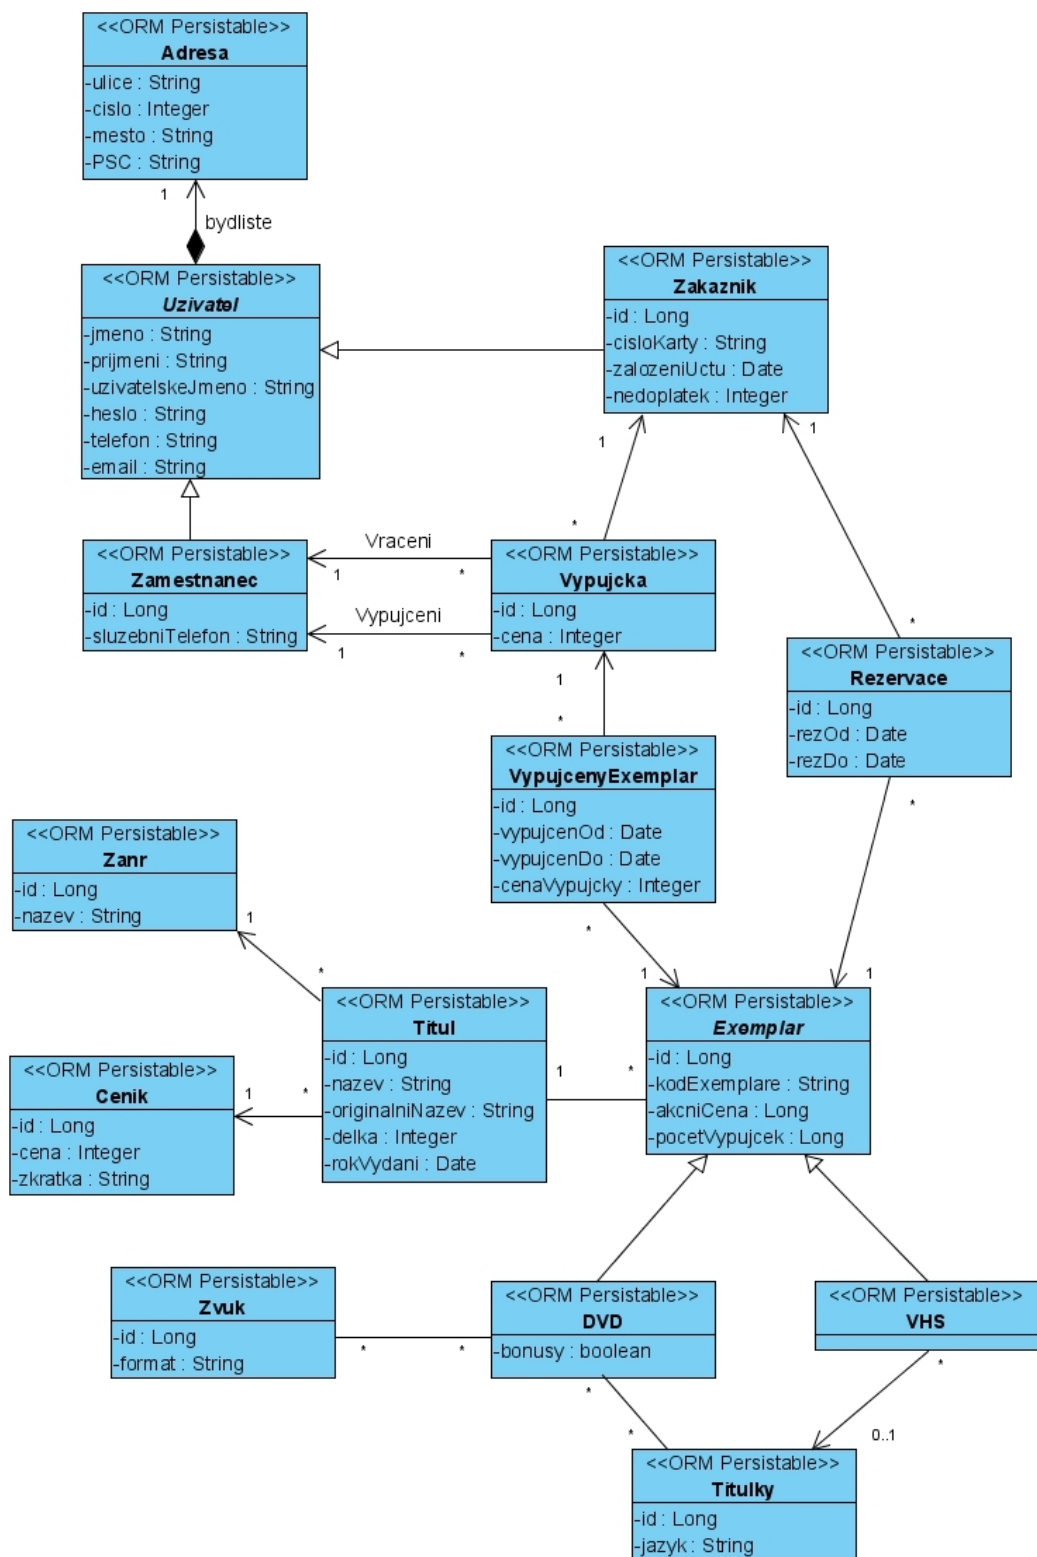 <<ORM Persistable>>
Adresa
-ulice : String
-cislo : Integer
-mesto : String
-PSC : String
1
bydliste
<<ORM Persistable>>
Uzivatel
-jmeno : String
-prijmeni : String
-uzivatelskeJmeno : String
-heslo : String
-telefon : String
-email : String
<<ORM Persistable>>
Zakaznik
-id : Long
-cisloKarty : String
-zalozeniUctu : Date
-nedoplatek : Integer
1
1
*
*
<<ORM Persistable>>
Zamestnanec
-id : Long
-sluzebniTelefon : String
Vraceni
1
*
Vypujceni
1
*
<<ORM Persistable>>
Vypujcka
-id : Long
-cena : Integer
1
*
<<ORM Persistable>>
Rezervace
-id : Long
-rezOd : Date
-rezDo : Date
*
<<ORM Persistable>>
VypujcenyExemplar
-id : Long
-vypujcenOd : Date
-vypujcenDo : Date
-cenaVypujcky : Integer
*
1
1
<<ORM Persistable>>
Zanr
-id : Long
-nazev : String
1
*
<<ORM Persistable>>
Titul
-id : Long
-nazev : String
-originalniNazev : String
-delka : Integer
-rokVydani : Date
1
*
<<ORM Persistable>>
Exemplar
-id : Long
-kodExemplare : String
-akcniCena : Long
-pocetVypujcek : Long
<<ORM Persistable>>
Cenik
-id : Long
-cena : Integer
-zkratka : String
1
*
<<ORM Persistable>>
Zvuk
-id : Long
-format : String
*
*
<<ORM Persistable>>
DVD
-bonusy : boolean
*
*
<<ORM Persistable>>
VHS
*
0..1
<<ORM Persistable>>
Titulky
-id : Long
-jazyk : String